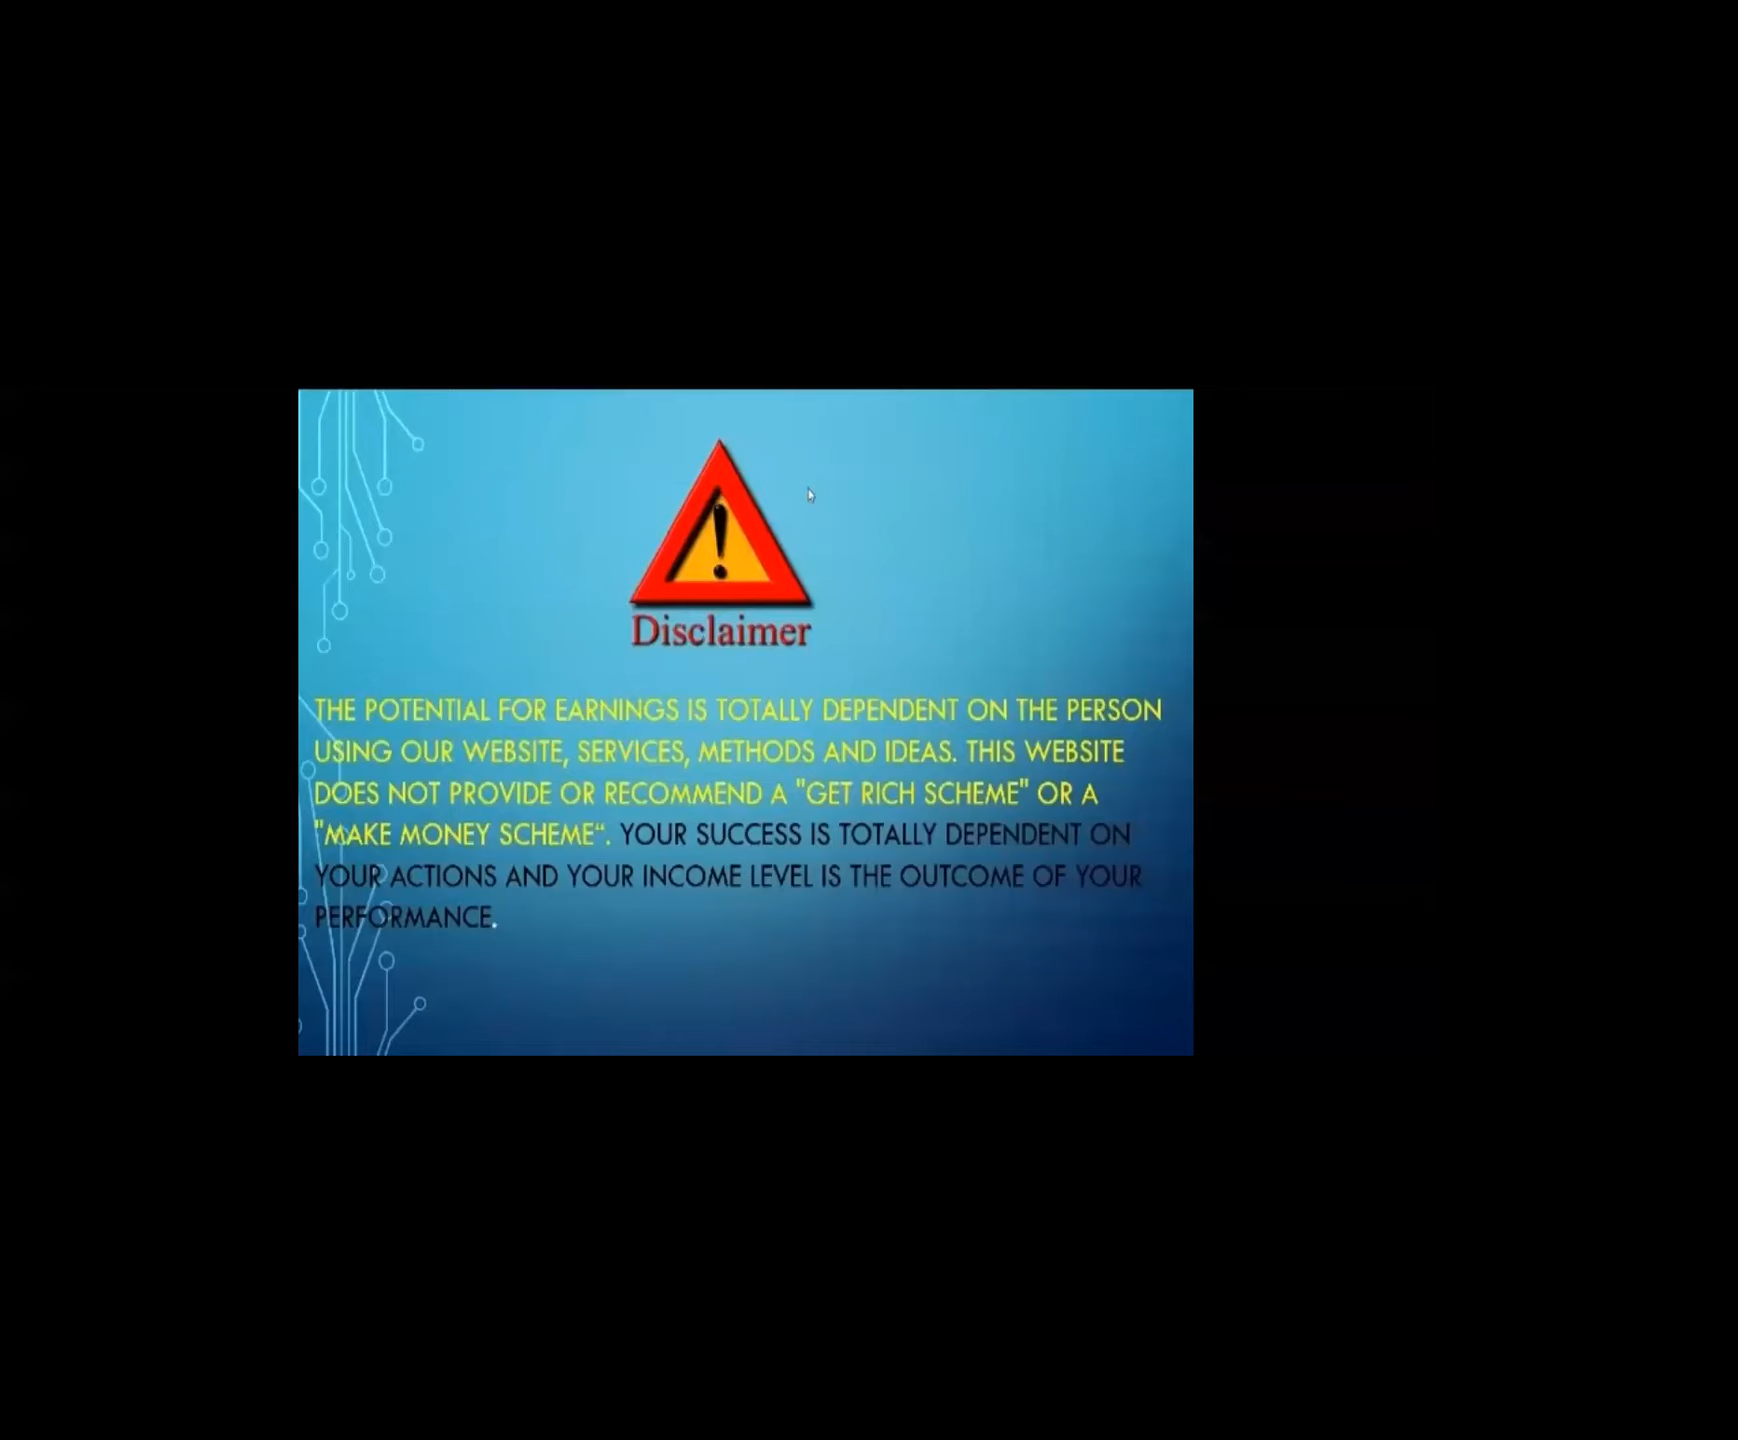 Disclaimer
THE POTENTIAL FOR EARNINGS IS TOTALLY DEPENDENT ON THE PERSON
USING OUR WEBSITE, SERVICES, METHODS AND IDEAS. THIS WEBSITE
DOES NOT PROVIDE OR RECOMMEND A "GET RICH SCHEME" OR A
"MAKE MONEY SCHEME“. YOUR SUCCESS IS TOTALLY DEPENDENT ON
YOUR ACTIONS AND YOUR INCOME LEVEL IS THE OUTCOME OF YOUR
PERFORMANCE.